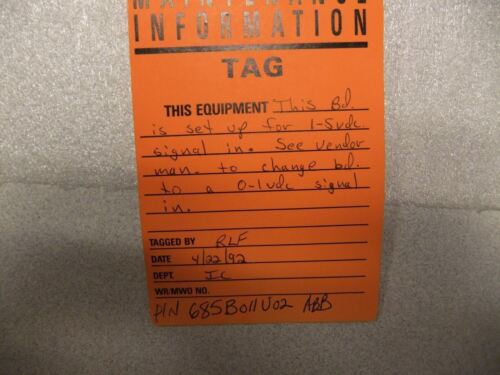 MAINTENANCE
INFORMATION
TAG
THIS EQUIPMENT This Bd.
is set up for 1-5vdc
signal in. See vendor
man. to change bd.
to a 0-1vdc signal
in.
TAGGED BY RLF
DATE 4/22/92
DEPT. IC
WR/MWD NO.
P/N 685B011U02 ABB